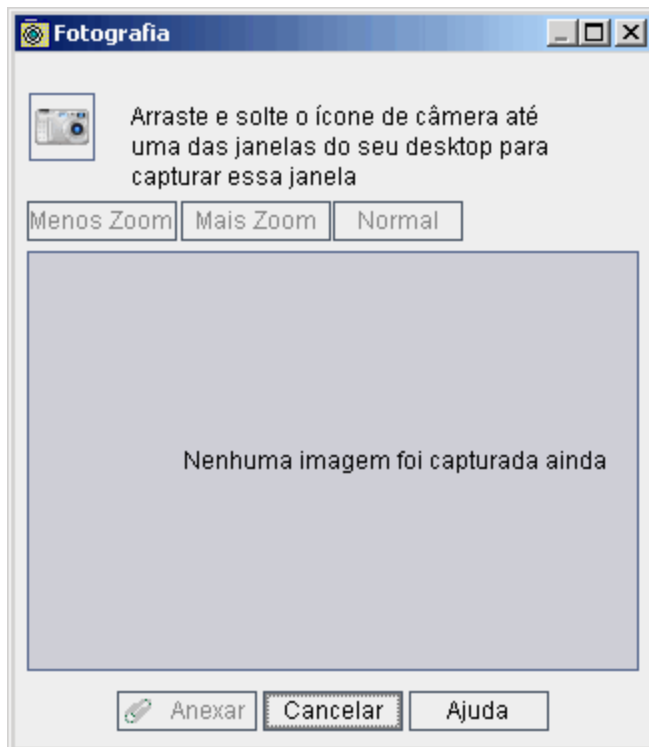 Fotografia
Arraste e solte o ícone de câmera até
uma das janelas do seu desktop para
capturar essa janela
Menos Zoom Mais Zoom Normal
Nenhuma imagem foi capturada ainda
Anexar Cancelar Ajuda